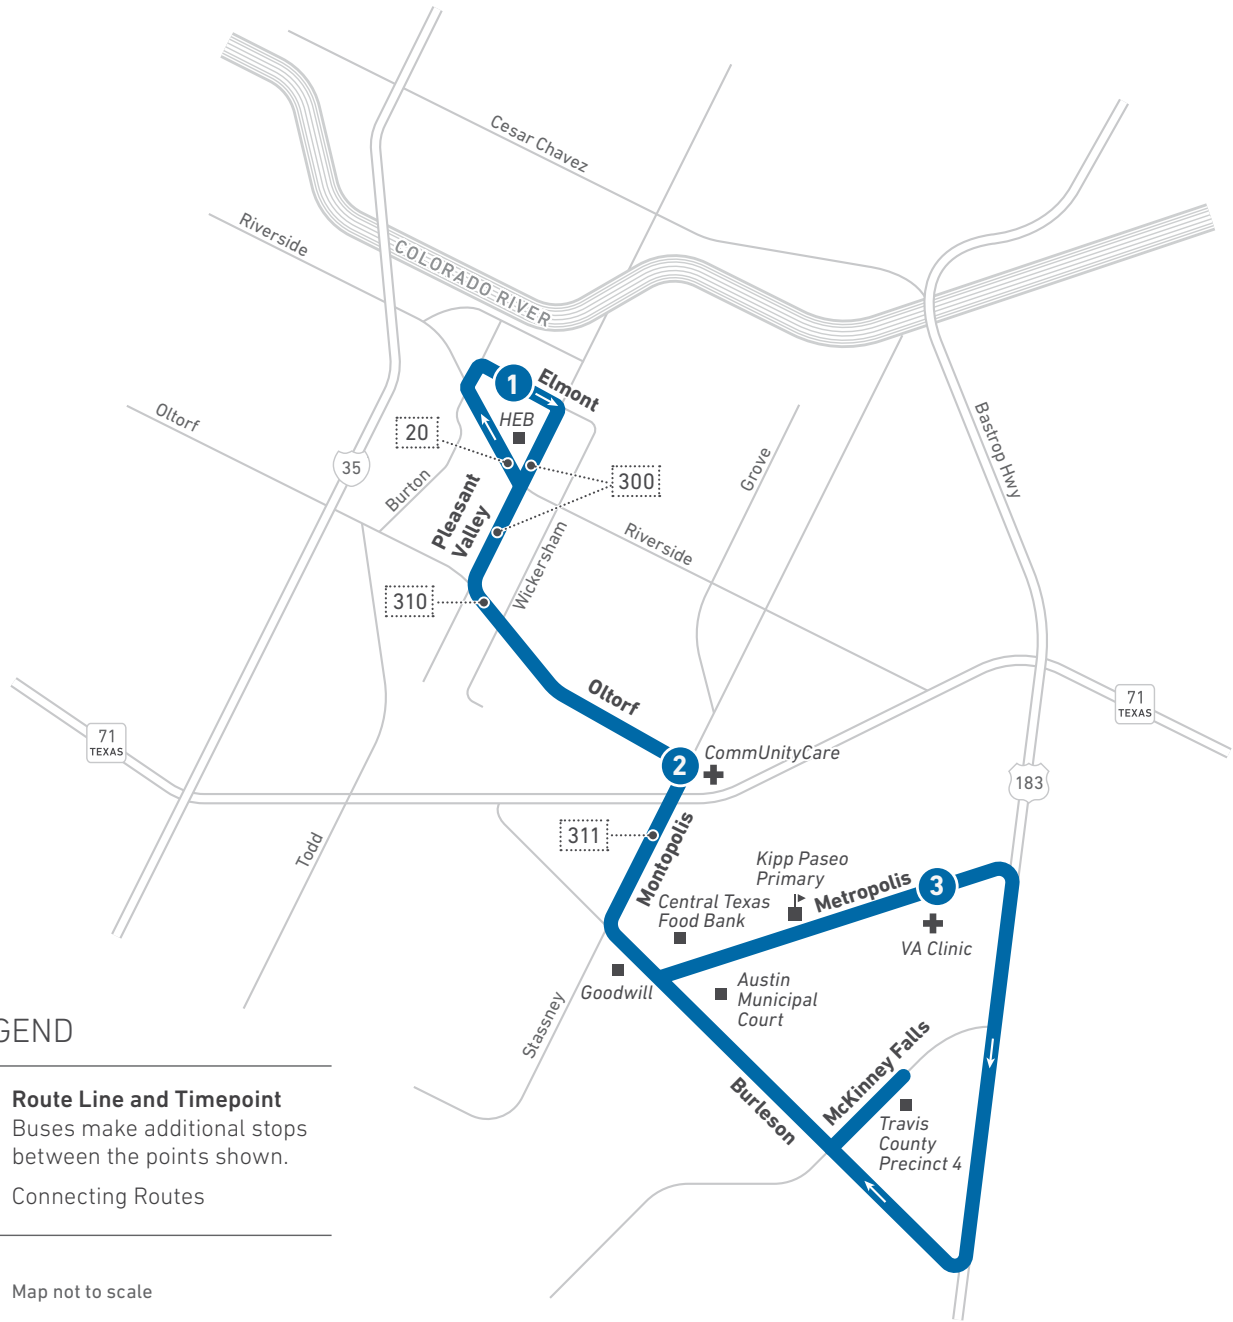 Cesar Chavez
Riverside
COLORADO RIVER
1
Elmont
HEB
Oltorf
20
35
Burton
Pleasant
Valley
300
Wickersham
Riverside
Grove
Bastrop Hwy
310
Oltorf
71
TEXAS
71
TEXAS
2
CommUnityCare
183
311
Montopolis
Todd
Kipp Paseo
Primary
Metropolis
3
Central Texas
Food Bank
VA Clinic
Goodwill
Austin
Municipal
Court
Stassney
McKinney Falls
Burleson
Travis
County
Precinct 4
GEND
Route Line and Timepoint
Buses make additional stops
between the points shown.
Connecting Routes
Map not to scale